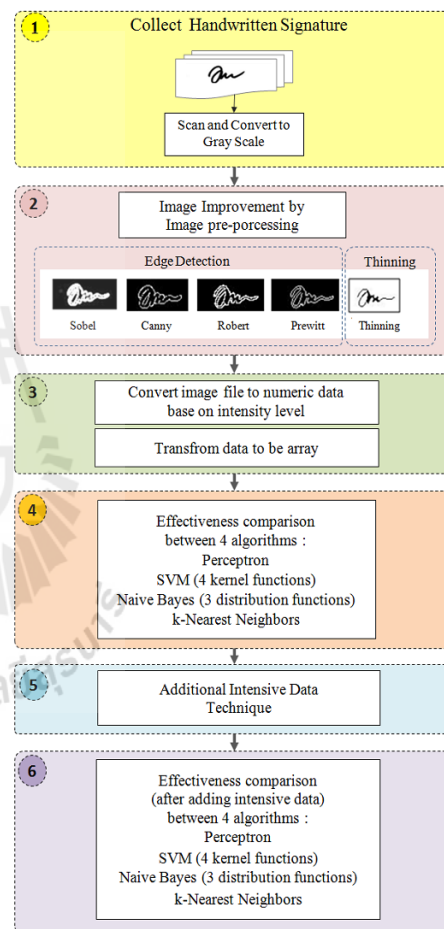 1
Collect Handwritten Signature
Scan and Convert to
Gray Scale
2
Image Improvement by
Image pre-porcessing
Edge Detection
Thinning
Sobel
Canny
Robert
Prewitt
Thinning
3
Convert image file to numeric data
base on intensity level
Transfrom data to be array
4
Effectiveness comparison
between 4 algorithms :
Perceptron
SVM (4 kernel functions)
Naive Bayes (3 distribution functions)
k-Nearest Neighbors
5
Additional Intensive Data
Technique
6
Effectiveness comparison
(after adding intensive data)
between 4 algorithms :
Perceptron
SVM (4 kernel functions)
Naive Bayes (3 distribution functions)
k-Nearest Neighbors